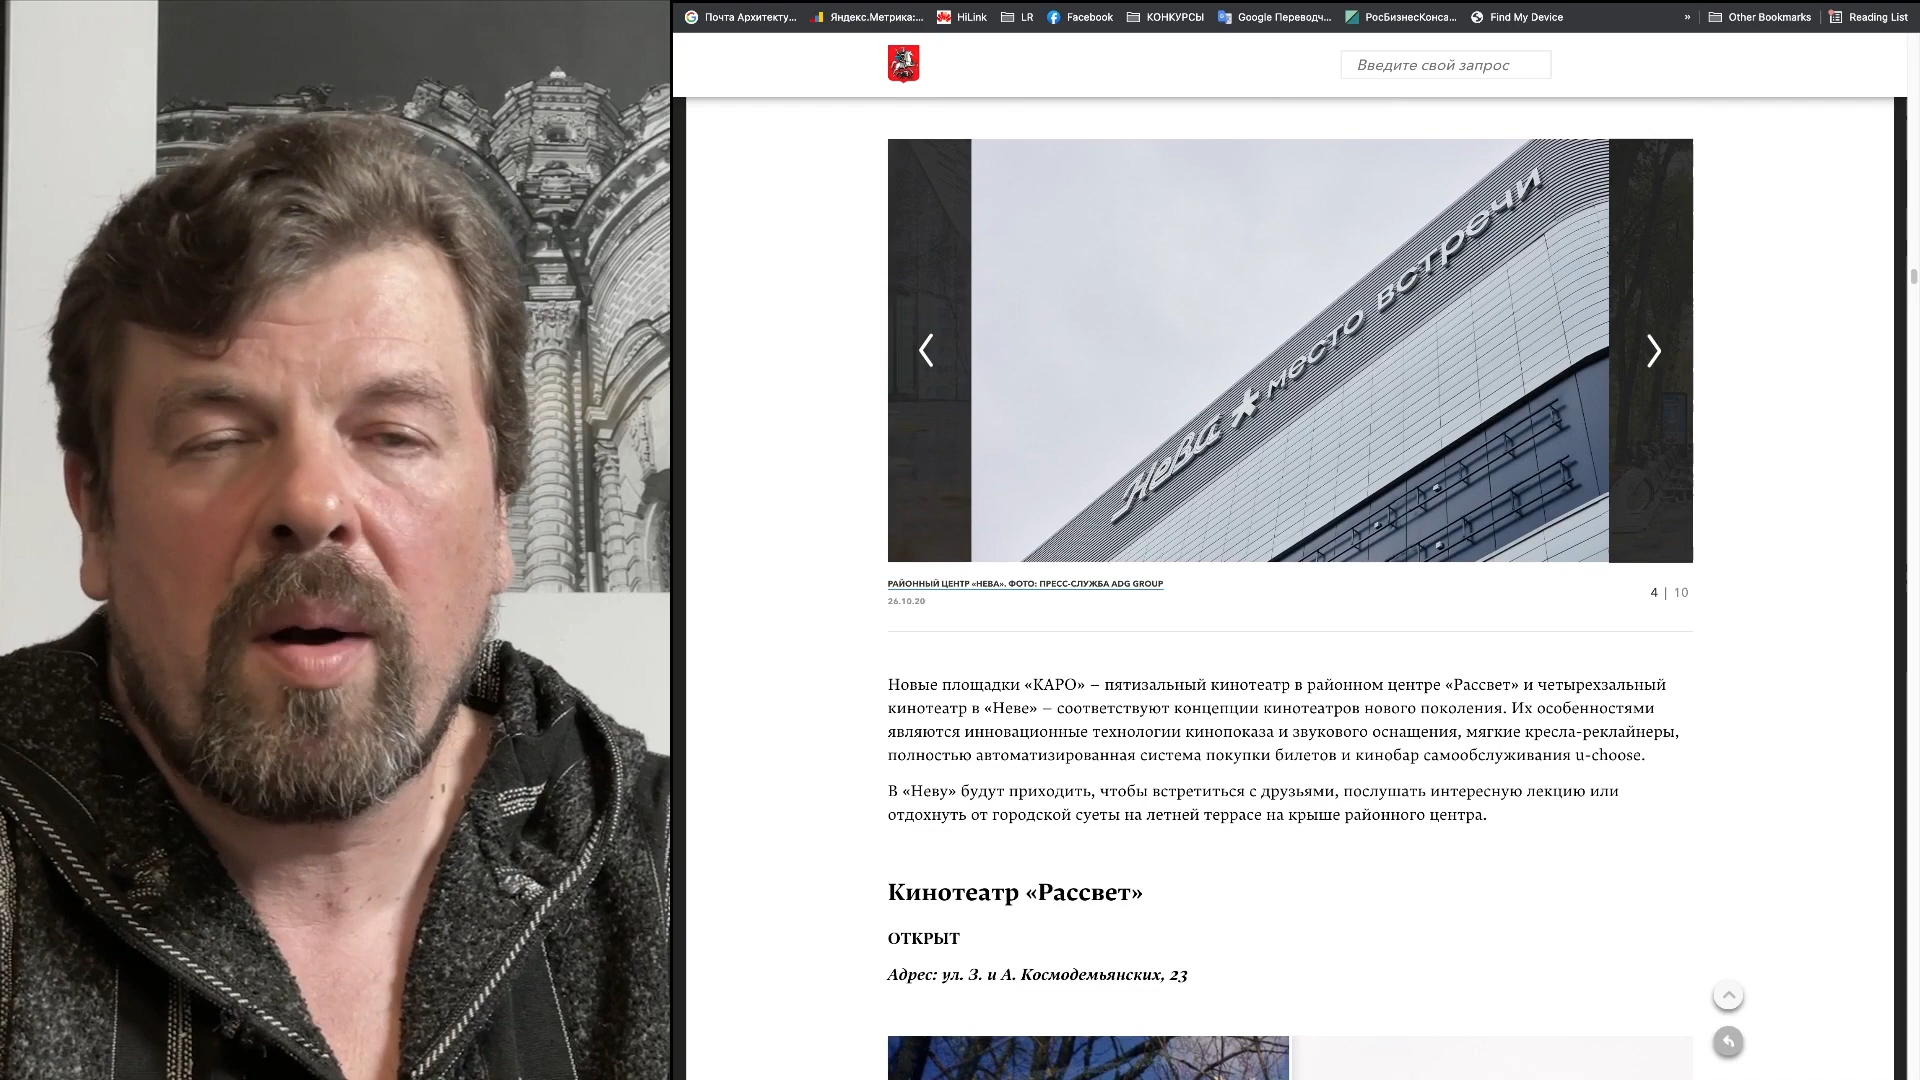 Почта Архитекту...
Яндекс.Метрика:...
HiLink
LR
Facebook
КОНКУРСЫ
Google Переводч...
РосБизнесКонса...
Find My Device
»
Other Bookmarks
Reading List
Введите свой запрос
Нева * место встречи
РАЙОННЫЙ ЦЕНТР «НЕВА». ФОТО: ПРЕСС-СЛУЖБА ADG GROUP
26.10.20
4 | 10
Новые площадки «КАРО» – пятизальный кинотеатр в районном центре «Рассвет» и четырехзальный
кинотеатр в «Неве» – соответствуют концепции кинотеатров нового поколения. Их особенностями
являются инновационные технологии кинопоказа и звукового оснащения, мягкие кресла-реклайнеры,
полностью автоматизированная система покупки билетов и кинобар самообслуживания u-choose.
В «Неву» будут приходить, чтобы встретиться с друзьями, послушать интересную лекцию или
отдохнуть от городской суеты на летней террасе на крыше районного центра.
Кинотеатр «Рассвет»
ОТКРЫТ
Адрес: ул. З. и А. Космодемьянских, 23